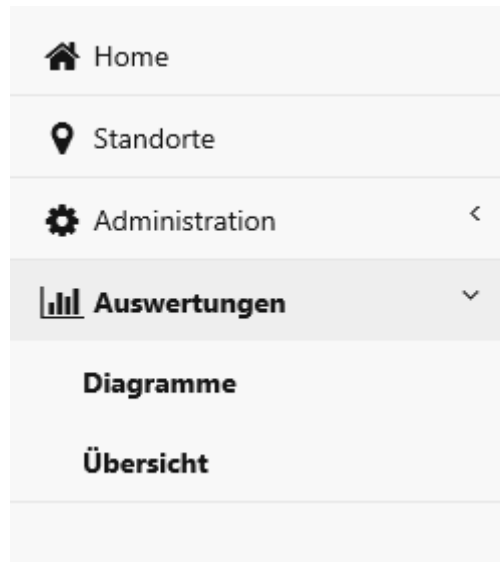 Home
Standorte
Administration
Auswertungen
Diagramme
Übersicht